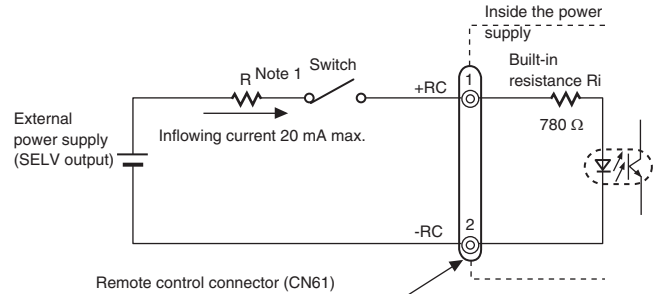 Inside the power
supply
R Note 1 Switch
Built-in
resistance Ri
+RC
1
780 Ω
External
power supply
(SELV output)
Inflowing current 20 mA max.
-RC
2
Remote control connector (CN61)